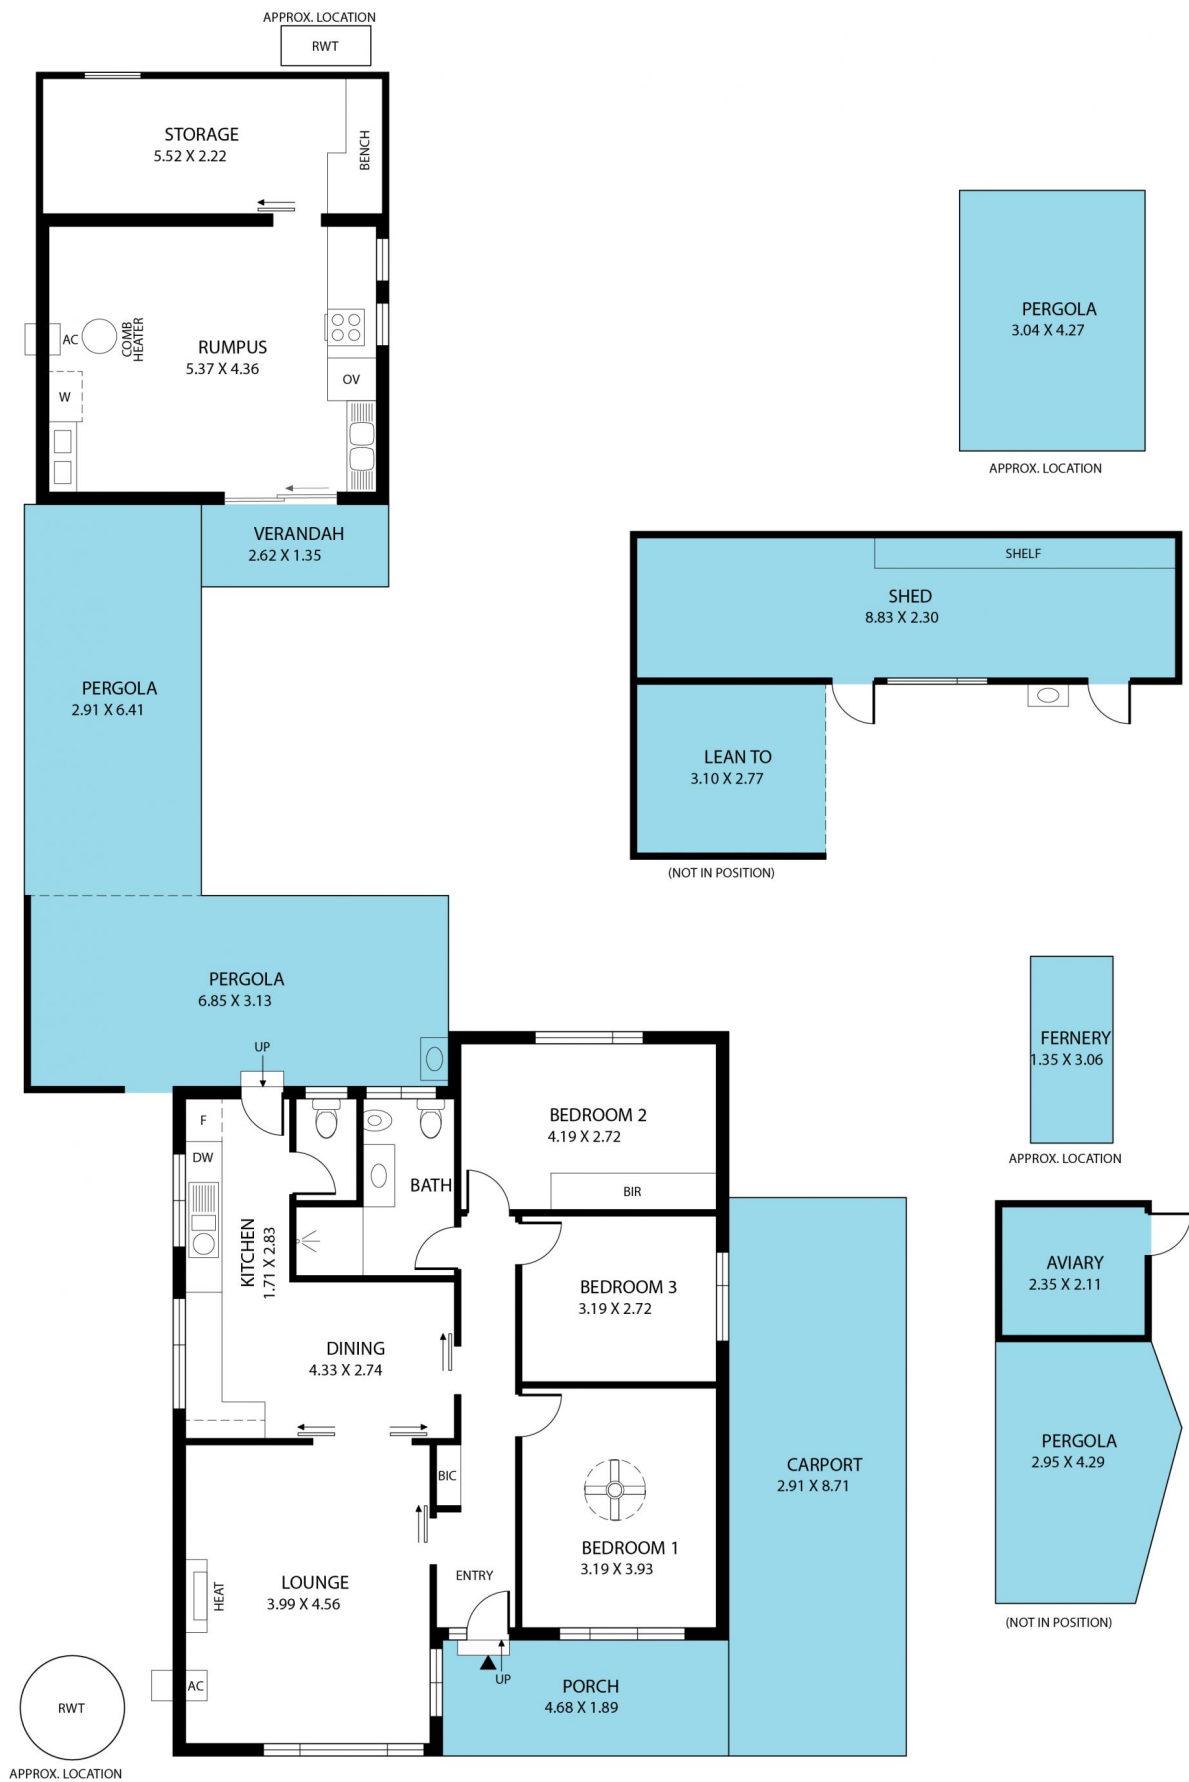 APPROX. LOCATION
RWT
STORAGE
5.52 X 2.22
BENCH
PERGOLA
3.04 X 4.27
APPROX. LOCATION
AC
COMB
HEATER
RUMPUS
5.37 X 4.36
W
OV
VERANDAH
2.62 X 1.35
SHELF
SHED
8.83 X 2.30
PERGOLA
2.91 X 6.41
LEAN TO
3.10 X 2.77
(NOT IN POSITION)
PERGOLA
6.85 X 3.13
UP
FERNERY
1.35 X 3.06
APPROX. LOCATION
F
DW
BEDROOM 2
4.19 X 2.72
BATH
BIR
KITCHEN
1.71 X 2.83
AVIARY
2.35 X 2.11
BEDROOM 3
3.19 X 2.72
DINING
4.33 X 2.74
PERGOLA
2.95 X 4.29
CARPORT
2.91 X 8.71
BIC
BEDROOM 1
3.19 X 3.93
ENTRY
LOUNGE
3.99 X 4.56
HEAT
(NOT IN POSITION)
AC
UP
PORCH
4.68 X 1.89
RWT
APPROX. LOCATION